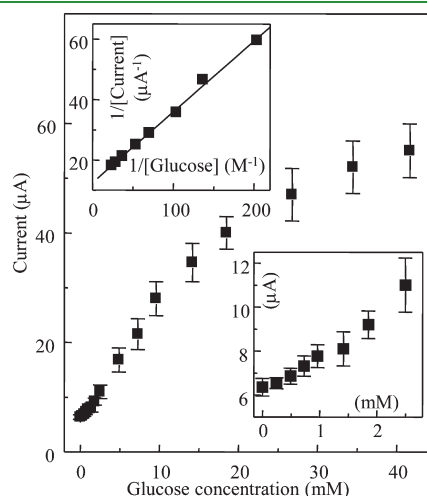 60
40
20
1/[Current]
(μA⁻¹)
1/[Glucose] (M⁻¹)
0 100 200
60
40
20
0
Current (μA)
12
10
8
6
(μA)
(mM)
0 1 2
0 10 20 30 40
Glucose concentration (mM)